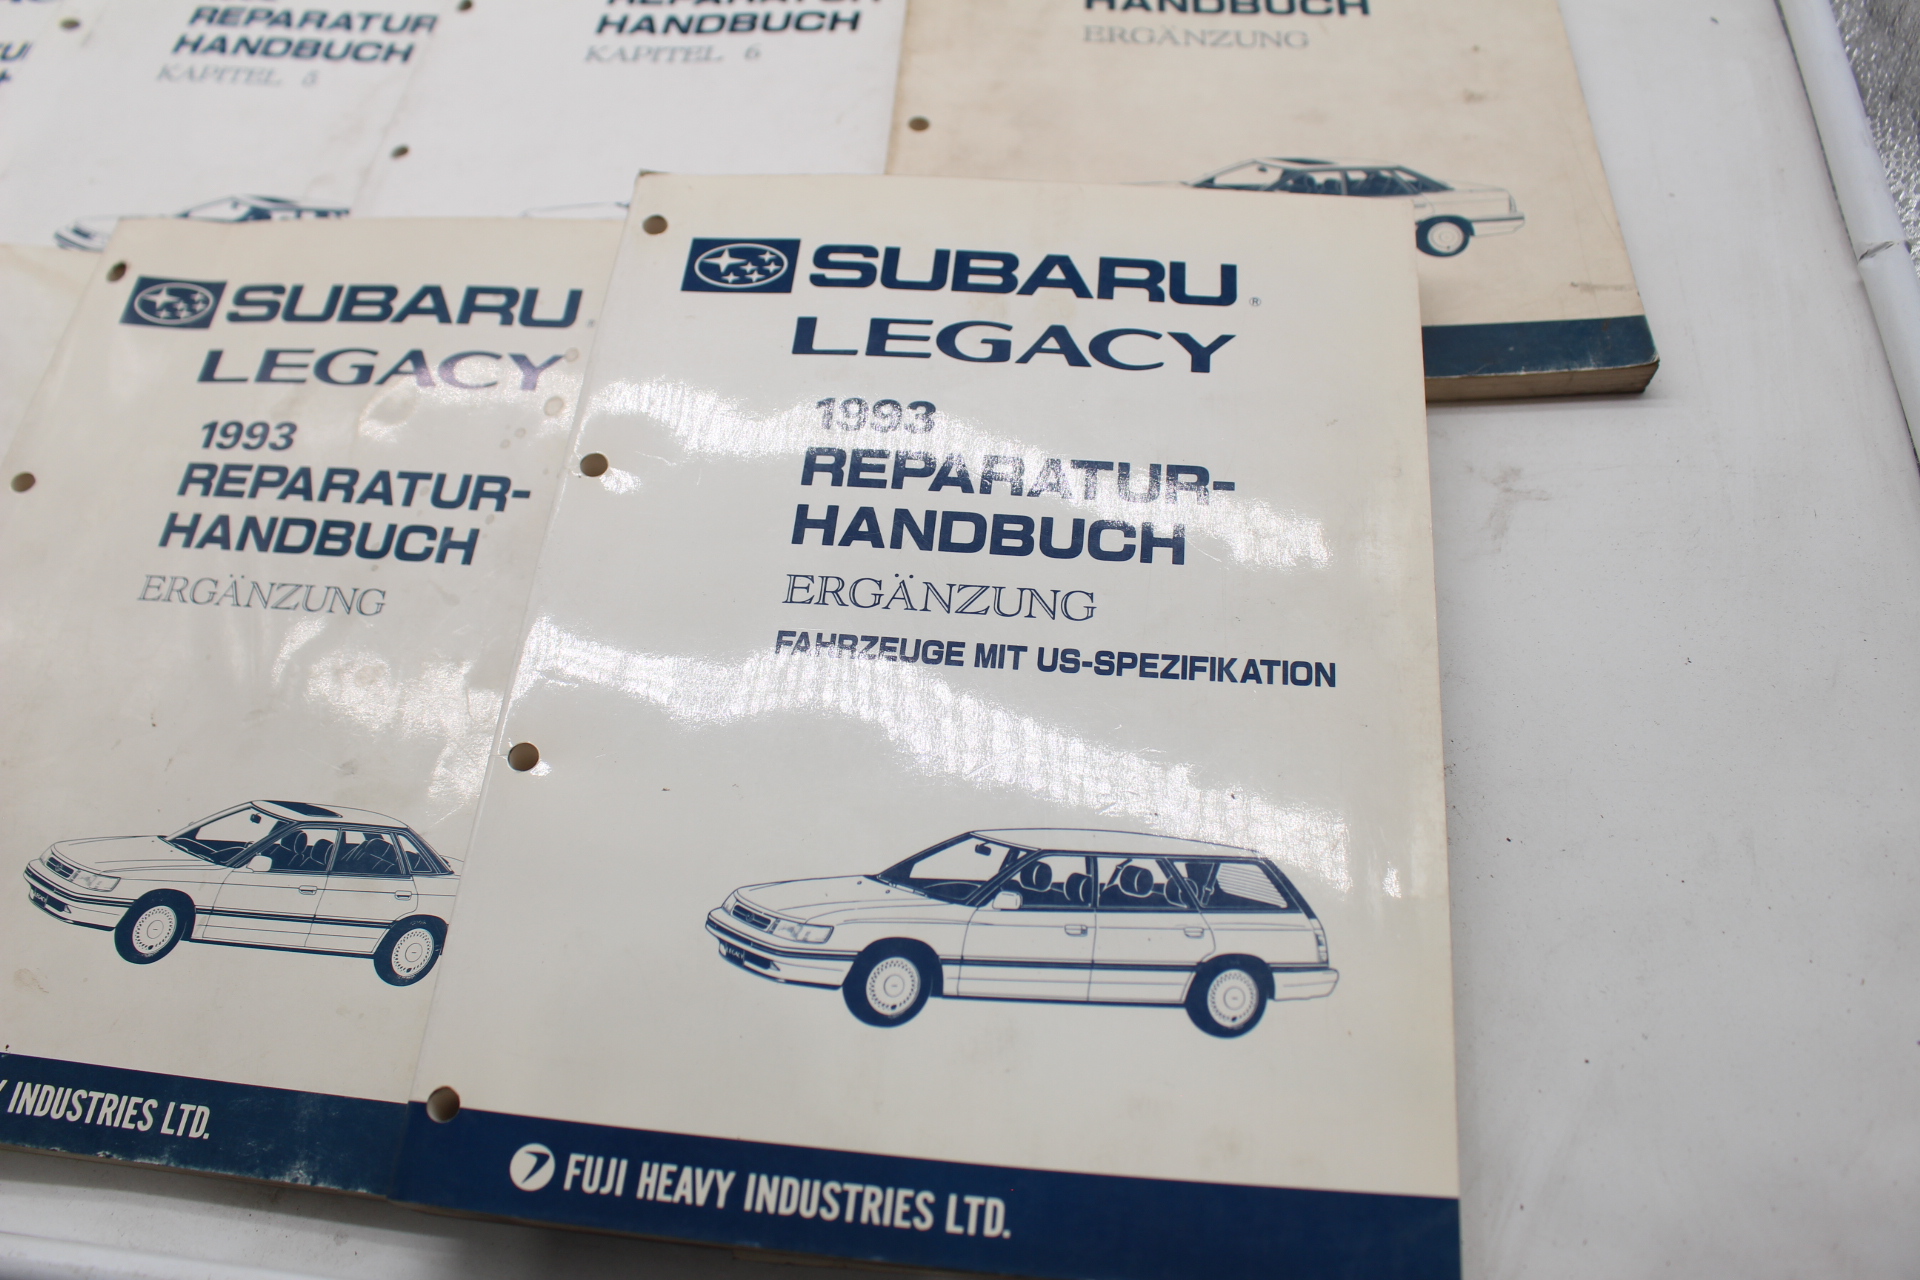 REPARATUR
HANDBUCH
KAPITEL 5
HANDBUCH
KAPITEL 6
HANDBUCH
ERGÄNZUNG
SUBARU
LEGACY
1993
REPARATUR-
HANDBUCH
ERGÄNZUNG
INDUSTRIES LTD.
SUBARU®
LEGACY
1993
REPARATUR-
HANDBUCH
ERGÄNZUNG
FAHRZEUGE MIT US-SPEZIFIKATION
LEGACY
FUJI HEAVY INDUSTRIES LTD.